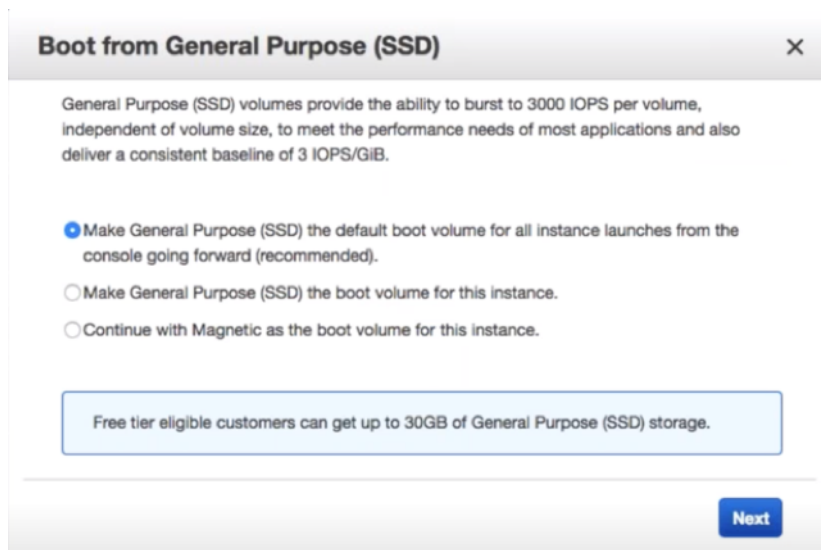 Boot from General Purpose (SSD)
General Purpose (SSD) volumes provide the ability to burst to 3000 IOPS per volume,
independent of volume size, to meet the performance needs of most applications and also
deliver a consistent baseline of 3 IOPS/GiB.
Make General Purpose (SSD) the default boot volume for all instance launches from the
console going forward (recommended).
Make General Purpose (SSD) the boot volume for this instance.
Continue with Magnetic as the boot volume for this instance.
Free tier eligible customers can get up to 30GB of General Purpose (SSD) storage.
Next